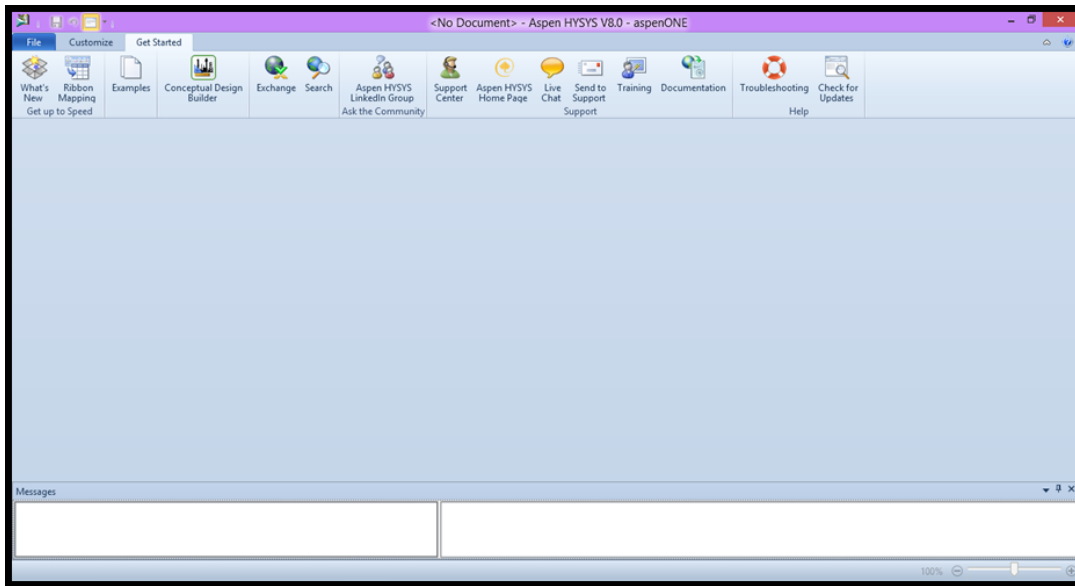 <No Document> - Aspen HYSYS V8.0 - aspenONE
File Customize Get Started
What's New
Ribbon Mapping
Examples
Conceptual Design Builder
Exchange
Search
Aspen HYSYS LinkedIn Group
Support Center
Aspen HYSYS Home Page
Live Chat
Send to Support
Training
Documentation
Troubleshooting
Check for Updates
Get up to Speed
Ask the Community
Support
Help
Messages
100%